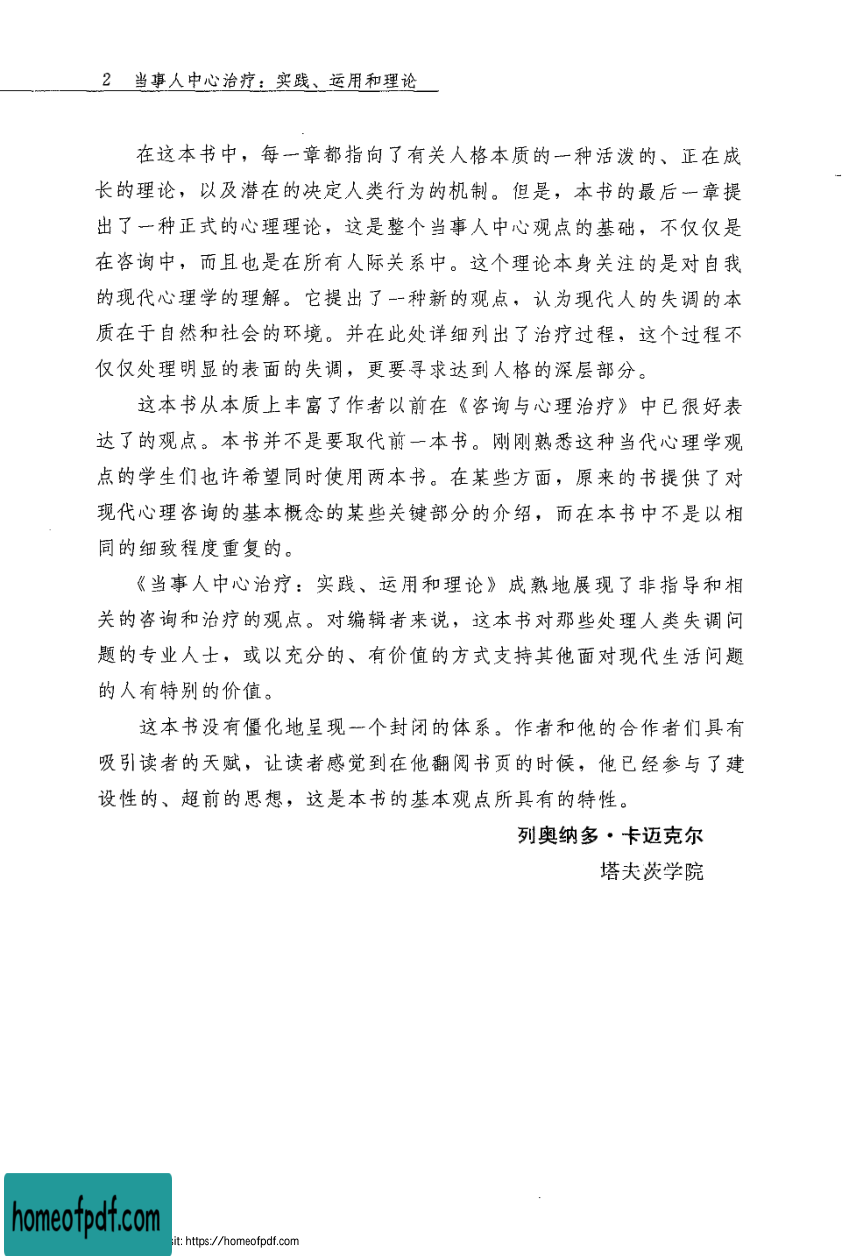 2 当事人中心治疗：实践、运用和理论
在这本书中，每一章都指向了有关人格本质的一种活泼的、正在成
长的理论，以及潜在的决定人类行为的机制。但是，本书的最后一章提
出了一种正式的心理理论，这是整个当事人中心观点的基础，不仅仅是
在咨询中，而且也是在所有人际关系中。这个理论本身关注的是对自我
的现代心理学的理解。它提出了一种新的观点，认为现代人的失调的本
质在于自然和社会的环境。并在此处详细列出了治疗过程，这个过程不
仅仅处理明显的表面的失调，更要寻求达到人格的深层部分。
这本书从本质上丰富了作者以前在《咨询与心理治疗》中已很好表
达了的观点。本书并不是要取代前一本书。刚刚熟悉这种当代心理学观
点的学生们也许希望同时使用两本书。在某些方面，原来的书提供了对
现代心理咨询的基本概念的某些关键部分的介绍，而在本书中不是以相
同的细致程度重复的。
《当事人中心治疗：实践、运用和理论》成熟地展现了非指导和相
关的咨询和治疗的观点。对编辑者来说，这本书对那些处理人类失调问
题的专业人士，或以充分的、有价值的方式支持其他面对现代生活问题
的人有特别的价值。
这本书没有僵化地呈现一个封闭的体系。作者和他的合作者们具有
吸引读者的天赋，让读者感觉到在他翻阅书页的时候，他已经参与了建
设性的、超前的思想，这是本书的基本观点所具有的特性。
列奥纳多·卡迈克尔
塔夫茨学院
homeofpdf.com
sit: https://homeofpdf.com